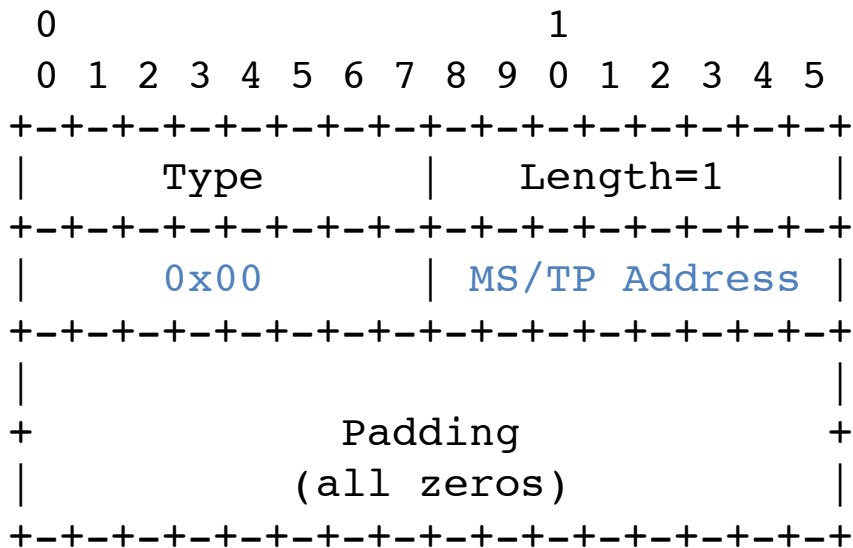 0                   1
 0 1 2 3 4 5 6 7 8 9 0 1 2 3 4 5
+-+-+-+-+-+-+-+-+-+-+-+-+-+-+-+-+
|     Type      |   Length=1    |
+-+-+-+-+-+-+-+-+-+-+-+-+-+-+-+-+
|     0x00      | MS/TP Address |
+-+-+-+-+-+-+-+-+-+-+-+-+-+-+-+-+
|                               |
+            Padding            +
|          (all zeros)          |
+-+-+-+-+-+-+-+-+-+-+-+-+-+-+-+-+